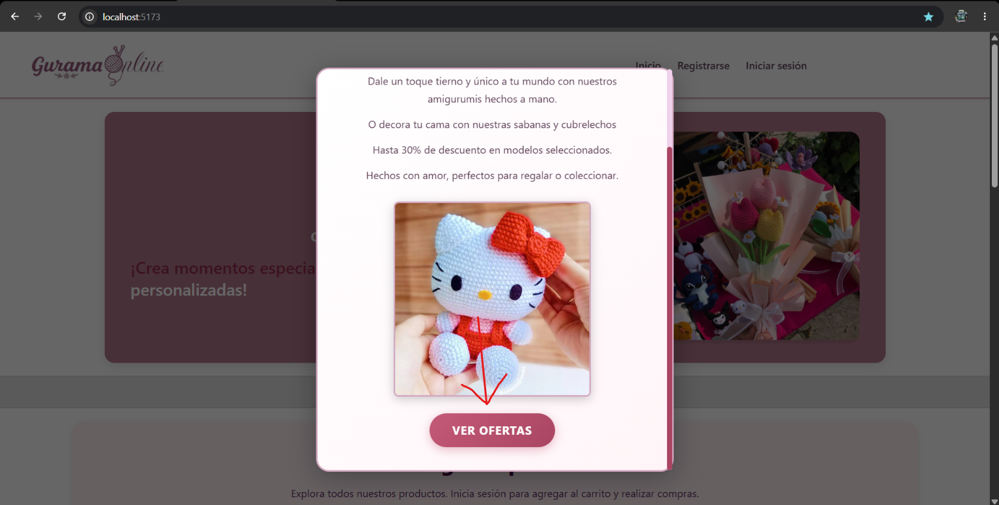 localhost:5173
Gurama Online
Inicio Registrarse Iniciar sesión
Dale un toque tierno y único a tu mundo con nuestros
amigurumis hechos a mano.
O decora tu cama con nuestras sabanas y cubrelechos
Hasta 30% de descuento en modelos seleccionados.
Hechos con amor, perfectos para regalar o coleccionar.
¡Crea momentos especia
personalizadas!
VER OFERTAS
Explora todos nuestros productos. Inicia sesión para agregar al carrito y realizar compras.